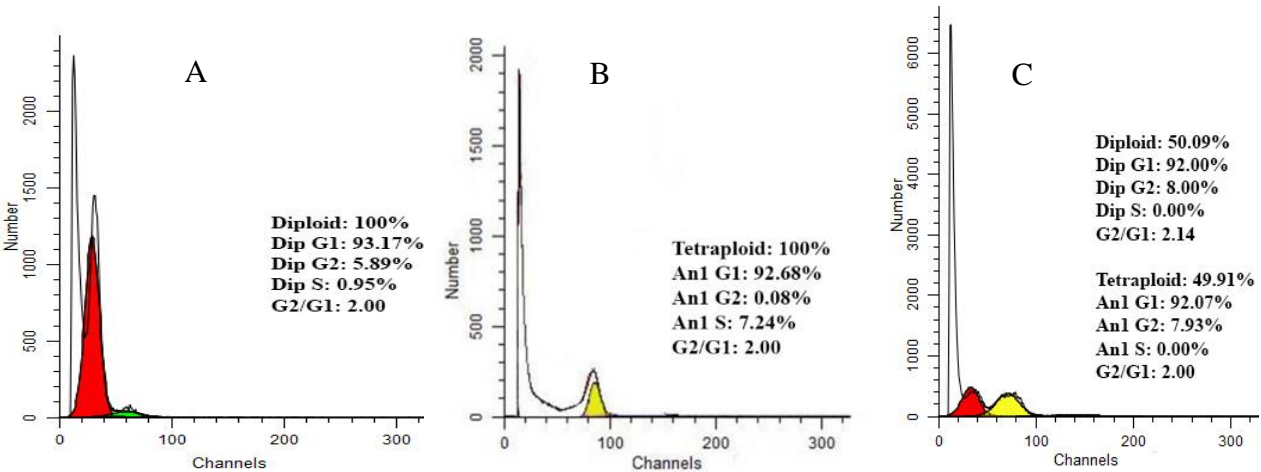 A
Number
2000
1500
1000
500
0
Diploid: 100%
Dip G1: 93.17%
Dip G2: 5.89%
Dip S: 0.95%
G2/G1: 2.00
0 100 200 300
Channels
B
Number
2000
1500
1000
500
0
Tetraploid: 100%
An1 G1: 92.68%
An1 G2: 0.08%
An1 S: 7.24%
G2/G1: 2.00
0 100 200 300
Channels
C
Number
6000
5000
4000
3000
2000
1000
0
Diploid: 50.09%
Dip G1: 92.00%
Dip G2: 8.00%
Dip S: 0.00%
G2/G1: 2.14
Tetraploid: 49.91%
An1 G1: 92.07%
An1 G2: 7.93%
An1 S: 0.00%
G2/G1: 2.00
0 100 200 300
Channels